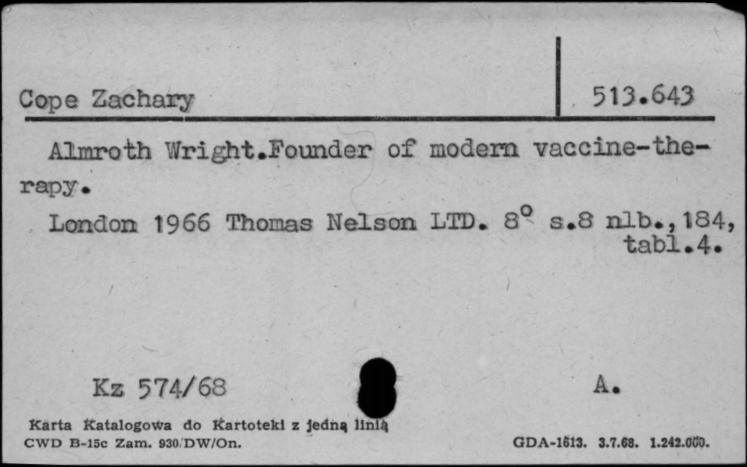 Cope Zachary 513.643
Almroth Wright.Founder of modern vaccine-the-
rapy.
London 1966 Thomas Nelson LTD. 8° s.8 nlb.,184,
tabl.4.
Kz 574/68 A.
Karta Katalogowa do Kartoteki z jedną linią
CWD B-15c Zam. 930/DW/On. GDA-1613. 3.7.68. 1.242.000.